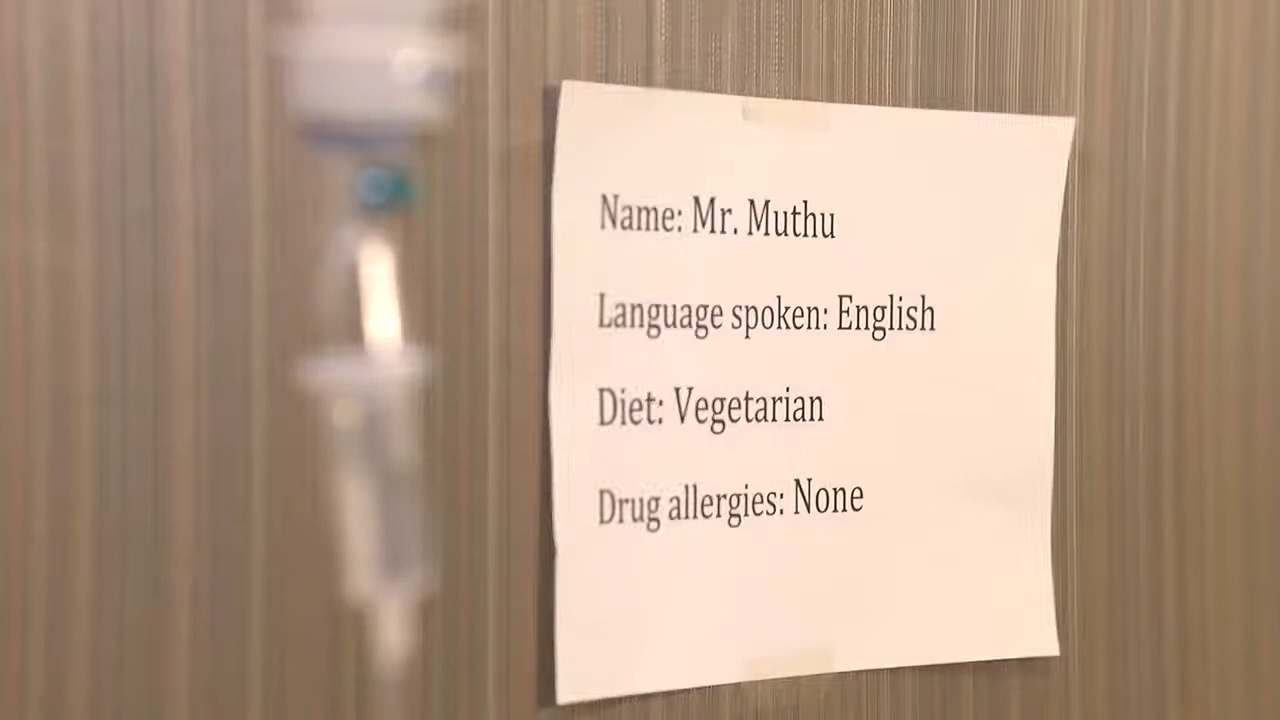 Name: Mr. Muthu
Language spoken: English
Diet: Vegetarian
Drug allergies: None